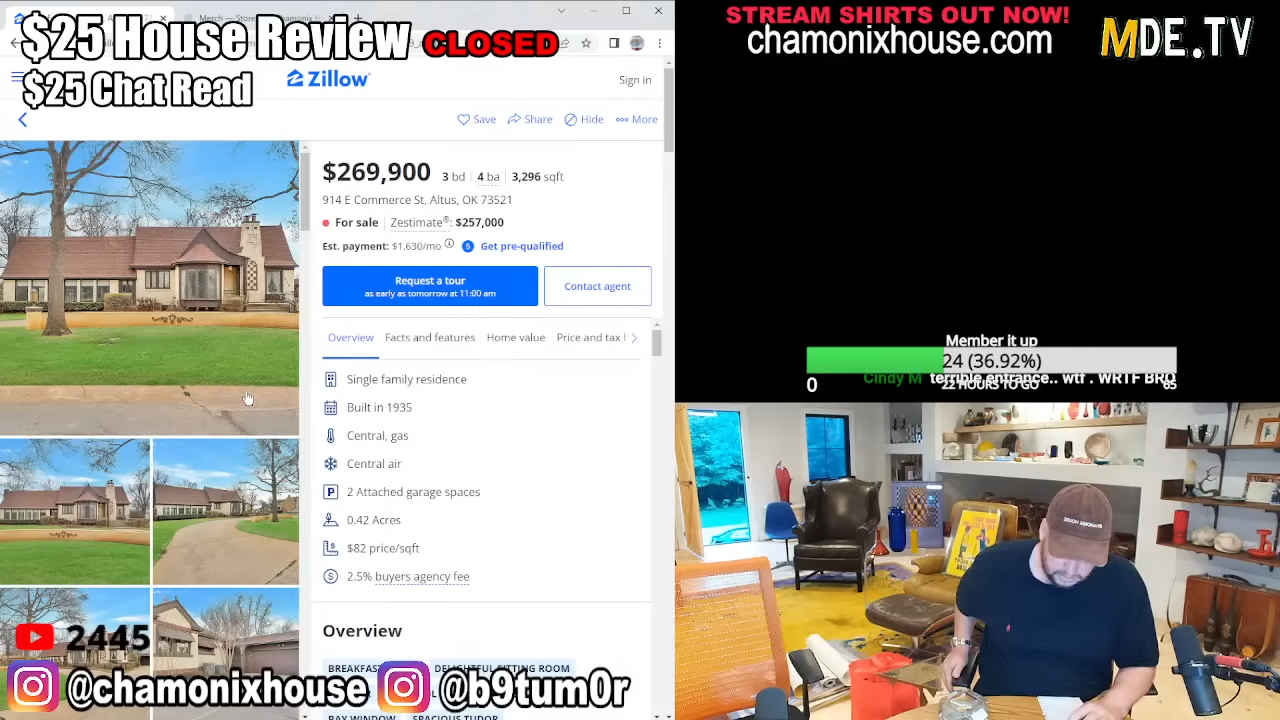 $25 House Review CLOSED
$25 Chat Read
Merch — Store
Zillow
Sign in
Save
Share
Hide
More
$269,900
3 bd
4 ba
3,296 sqft
914 E Commerce St, Altus, OK 73521
For sale
Zestimate®: $257,000
Est. payment: $1,630/mo
Get pre-qualified
Request a tour
as early as tomorrow at 11:00 am
Contact agent
Overview
Facts and features
Home value
Price and tax
Single family residence
Built in 1935
Central, gas
Central air
2 Attached garage spaces
0.42 Acres
$82 price/sqft
2.5% buyers agency fee
Overview
DELIGHTFUL SITTING ROOM
BAY WINDOW
SPACIOUS TUDOR
2445
@chamonixhouse
@b9tum0r
STREAM SHIRTS OUT NOW!
chamonixhouse.com
MDE.TV
Member it up
24 (36.92%)
0
65
22 HOURS TO GO
Cindy M terrible entrance.. wtf . WRTF BRO